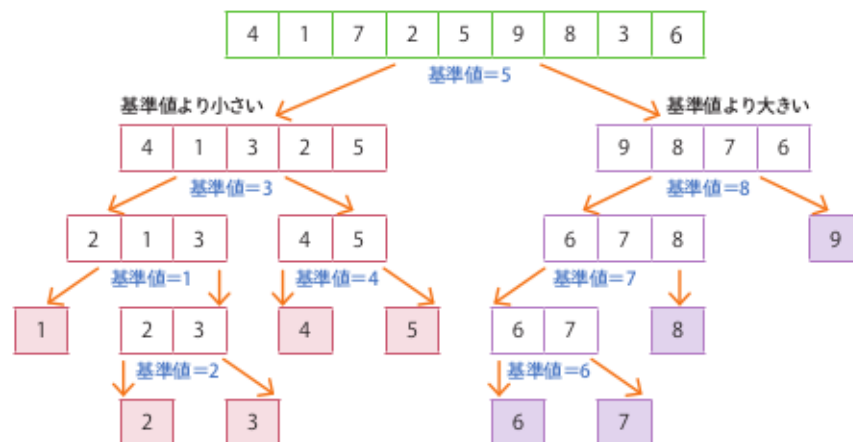 4 1 7 2 5 9 8 3 6
基準値=5
基準値より小さい 基準値より大きい
4 1 3 2 5 9 8 7 6
基準値=3 基準値=8
2 1 3 4 5 6 7 8 9
基準値=1 基準値=4 基準値=7
1 2 3 4 5 6 7 8
基準値=2 基準値=6
2 3 6 7